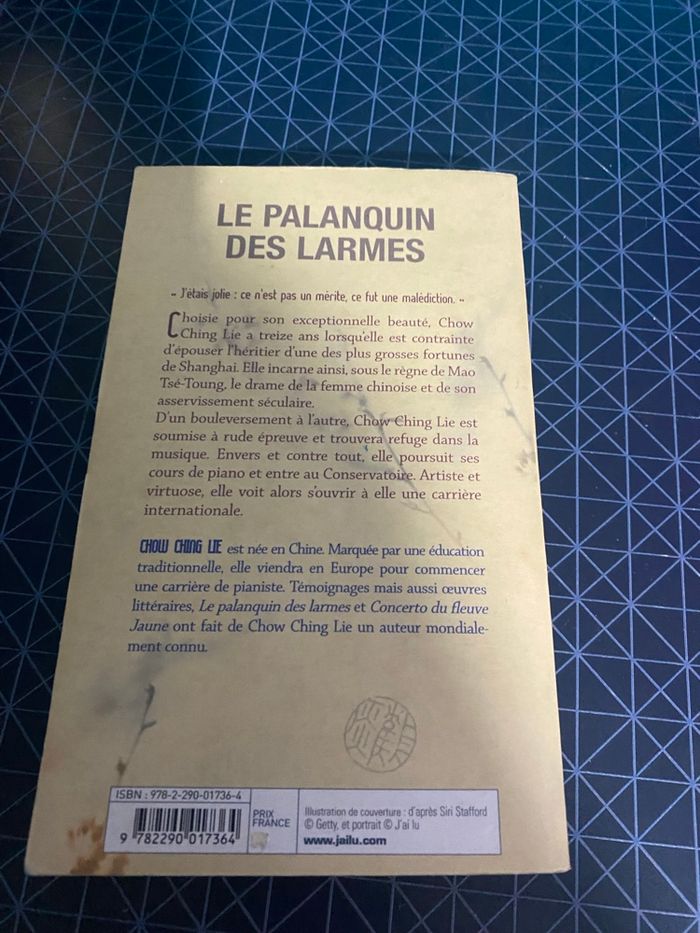 LE PALANQUIN
DES LARMES
« J'étais jolie : ce n'est pas un mérite, ce fut une malédiction. »
Choisie pour son exceptionnelle beauté, Chow
Ching Lie a treize ans lorsqu'elle est contrainte
d'épouser l'héritier d'une des plus grosses fortunes
de Shanghai. Elle incarne ainsi, sous le règne de Mao
Tsé-Toung, le drame de la femme chinoise et de son
asservissement séculaire.
D'un bouleversement à l'autre, Chow Ching Lie est
soumise à rude épreuve et trouvera refuge dans la
musique. Envers et contre tout, elle poursuit ses
cours de piano et entre au Conservatoire. Artiste et
virtuose, elle voit alors s'ouvrir à elle une carrière
internationale.
CHOW CHING LIE est née en Chine. Marquée par une éducation
traditionnelle, elle viendra en Europe pour commencer
une carrière de pianiste. Témoignages mais aussi œuvres
littéraires, Le palanquin des larmes et Concerto du fleuve
Jaune ont fait de Chow Ching Lie un auteur mondiale-
ment connu.
ISBN : 978-2-290-01736-4
9 782290 017364
PRIX
FRANCE
Illustration de couverture : d'après Siri Stafford
© Getty, et portrait © J'ai lu
www.jailu.com